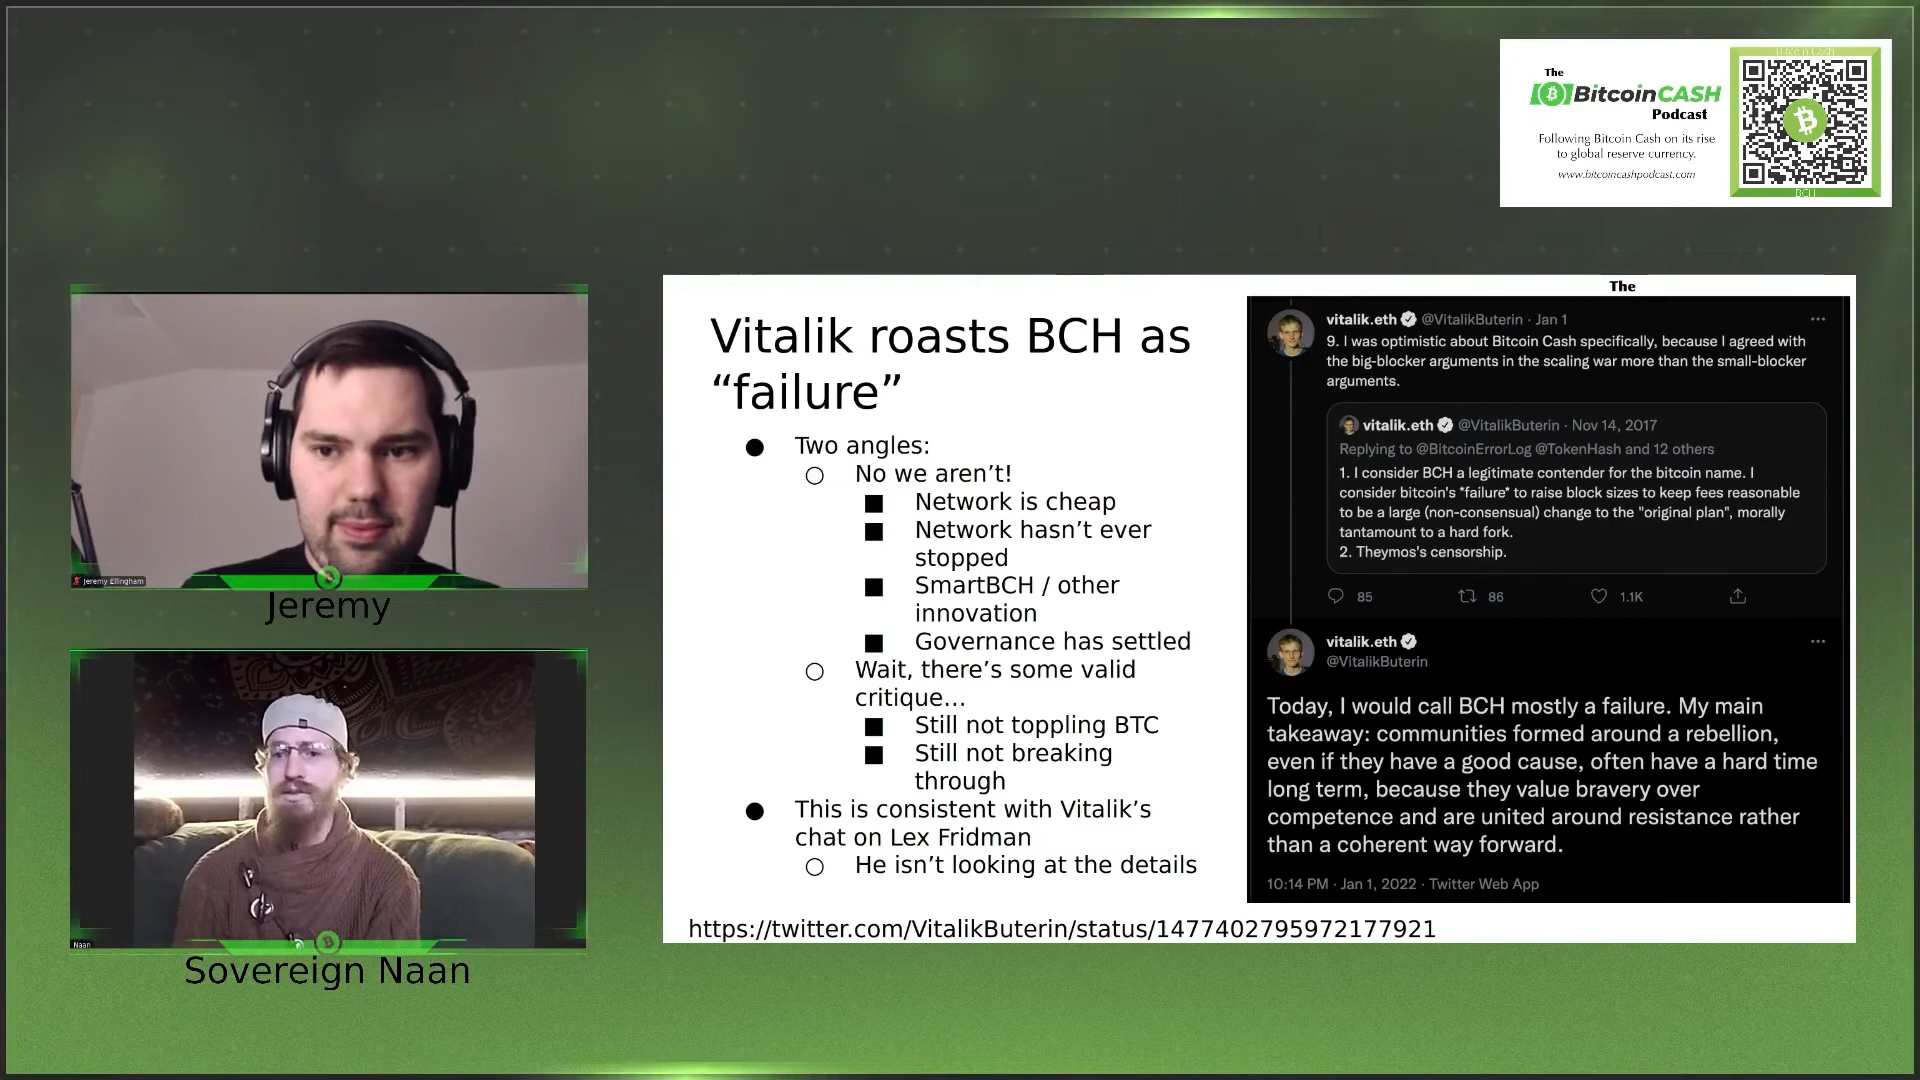 Bitcoin Cash
The
BitcoinCASH
Podcast
Following Bitcoin Cash on its rise
to global reserve currency.
www.bitcoincashpodcast.com
BCH
Jeremy Ellingham
Jeremy
Naan
Sovereign Naan
The
Vitalik roasts BCH as
“failure”
● Two angles:
○ No we aren’t!
■ Network is cheap
■ Network hasn’t ever
stopped
■ SmartBCH / other
innovation
■ Governance has settled
○ Wait, there’s some valid
critique…
■ Still not toppling BTC
■ Still not breaking
through
● This is consistent with Vitalik’s
chat on Lex Fridman
○ He isn’t looking at the details
https://twitter.com/VitalikButerin/status/1477402795972177921
vitalik.eth @VitalikButerin · Jan 1
9. I was optimistic about Bitcoin Cash specifically, because I agreed with
the big-blocker arguments in the scaling war more than the small-blocker
arguments.
vitalik.eth @VitalikButerin · Nov 14, 2017
Replying to @BitcoinErrorLog @TokenHash and 12 others
1. I consider BCH a legitimate contender for the bitcoin name. I
consider bitcoin's *failure* to raise block sizes to keep fees reasonable
to be a large (non-consensual) change to the "original plan", morally
tantamount to a hard fork.
2. Theymos's censorship.
85 86 1.1K
vitalik.eth
@VitalikButerin
Today, I would call BCH mostly a failure. My main
takeaway: communities formed around a rebellion,
even if they have a good cause, often have a hard time
long term, because they value bravery over
competence and are united around resistance rather
than a coherent way forward.
10:14 PM · Jan 1, 2022 · Twitter Web App